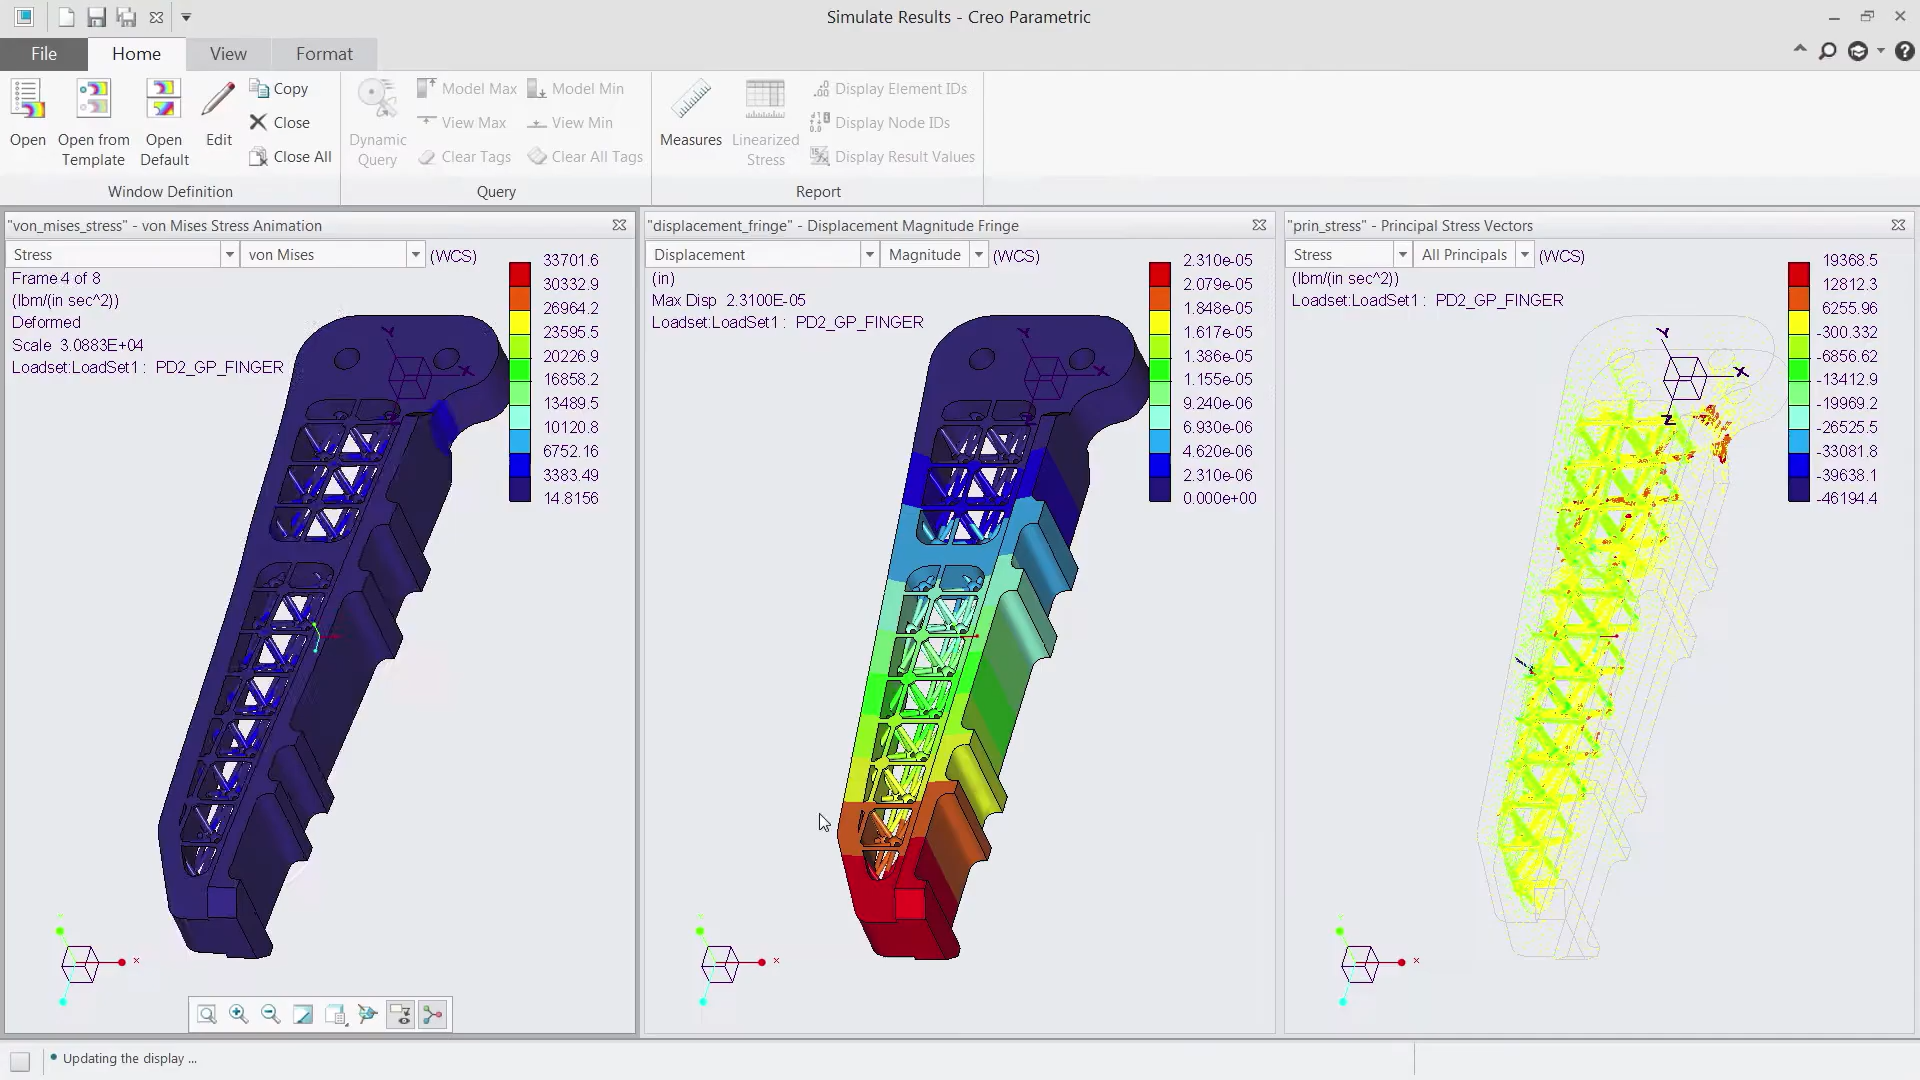 Simulate Results - Creo Parametric
File Home View Format
Open
Open from Template
Open Default
Edit
Copy
Close
Close All
Window Definition
Dynamic Query
Model Max
View Max
Clear Tags
Model Min
View Min
Clear All Tags
Query
Measures
Linearized Stress
Display Element IDs
Display Node IDs
Display Result Values
Report
"von_mises_stress" - von Mises Stress Animation
Stress von Mises (WCS)
Frame 4 of 8
(lbm/(in sec^2))
Deformed
Scale 3.0883E+04
Loadset:LoadSet1 : PD2_GP_FINGER
33701.6
30332.9
26964.2
23595.5
20226.9
16858.2
13489.5
10120.8
6752.16
3383.49
14.8156
Y
X
x
"displacement_fringe" - Displacement Magnitude Fringe
Displacement Magnitude (WCS)
(in)
Max Disp 2.3100E-05
Loadset:LoadSet1 : PD2_GP_FINGER
2.310e-05
2.079e-05
1.848e-05
1.617e-05
1.386e-05
1.155e-05
9.240e-06
6.930e-06
4.620e-06
2.310e-06
0.000e+00
Y
X
x
"prin_stress" - Principal Stress Vectors
Stress All Principals (WCS)
(lbm/(in sec^2))
Loadset:LoadSet1 : PD2_GP_FINGER
19368.5
12812.3
6255.96
-300.332
-6856.62
-13412.9
-19969.2
-26525.5
-33081.8
-39638.1
-46194.4
Y
X
Z
x
Updating the display ...